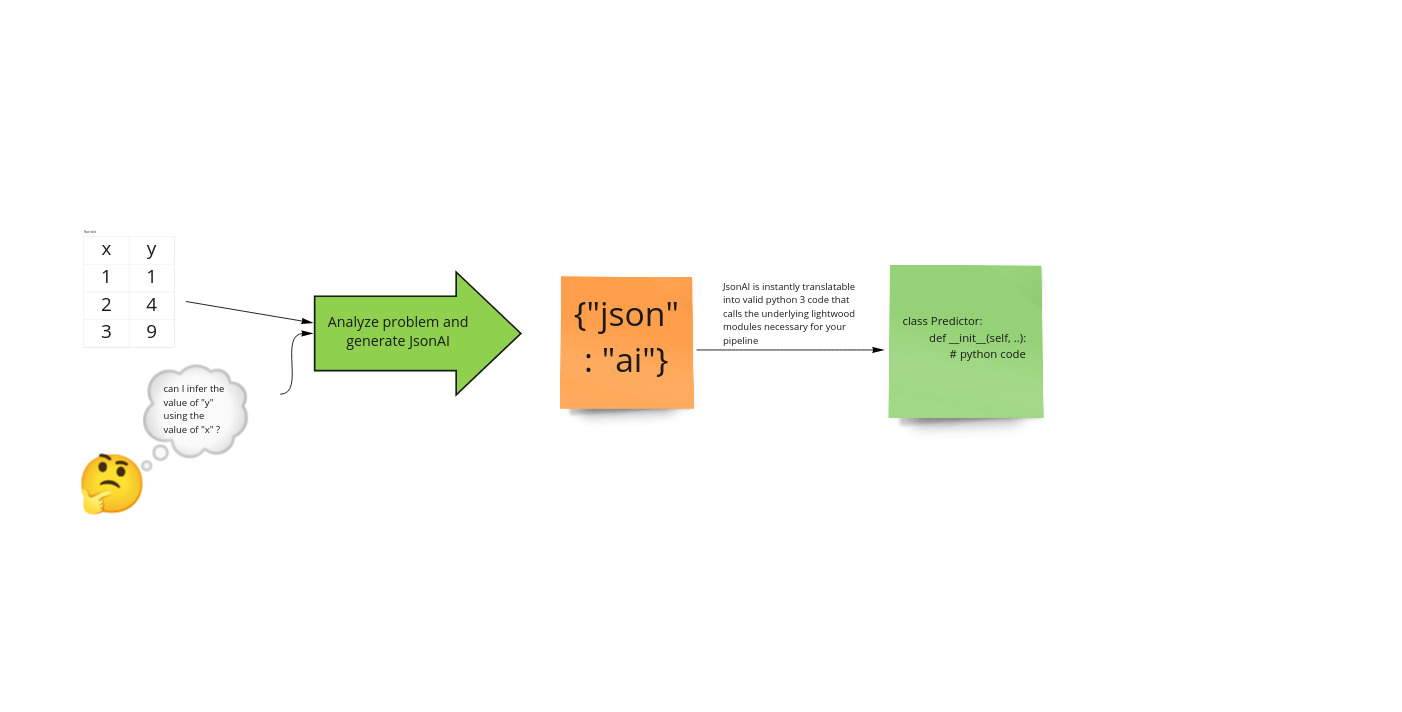 x y
1 1
2 4
3 9
can I infer the
value of "y"
using the
value of "x" ?
Analyze problem and
generate JsonAI
{"json"
: "ai"}
JsonAI is instantly translatable
into valid python 3 code that
calls the underlying lightwood
modules necessary for your
pipeline
class Predictor:
def __init__(self, ..):
# python code